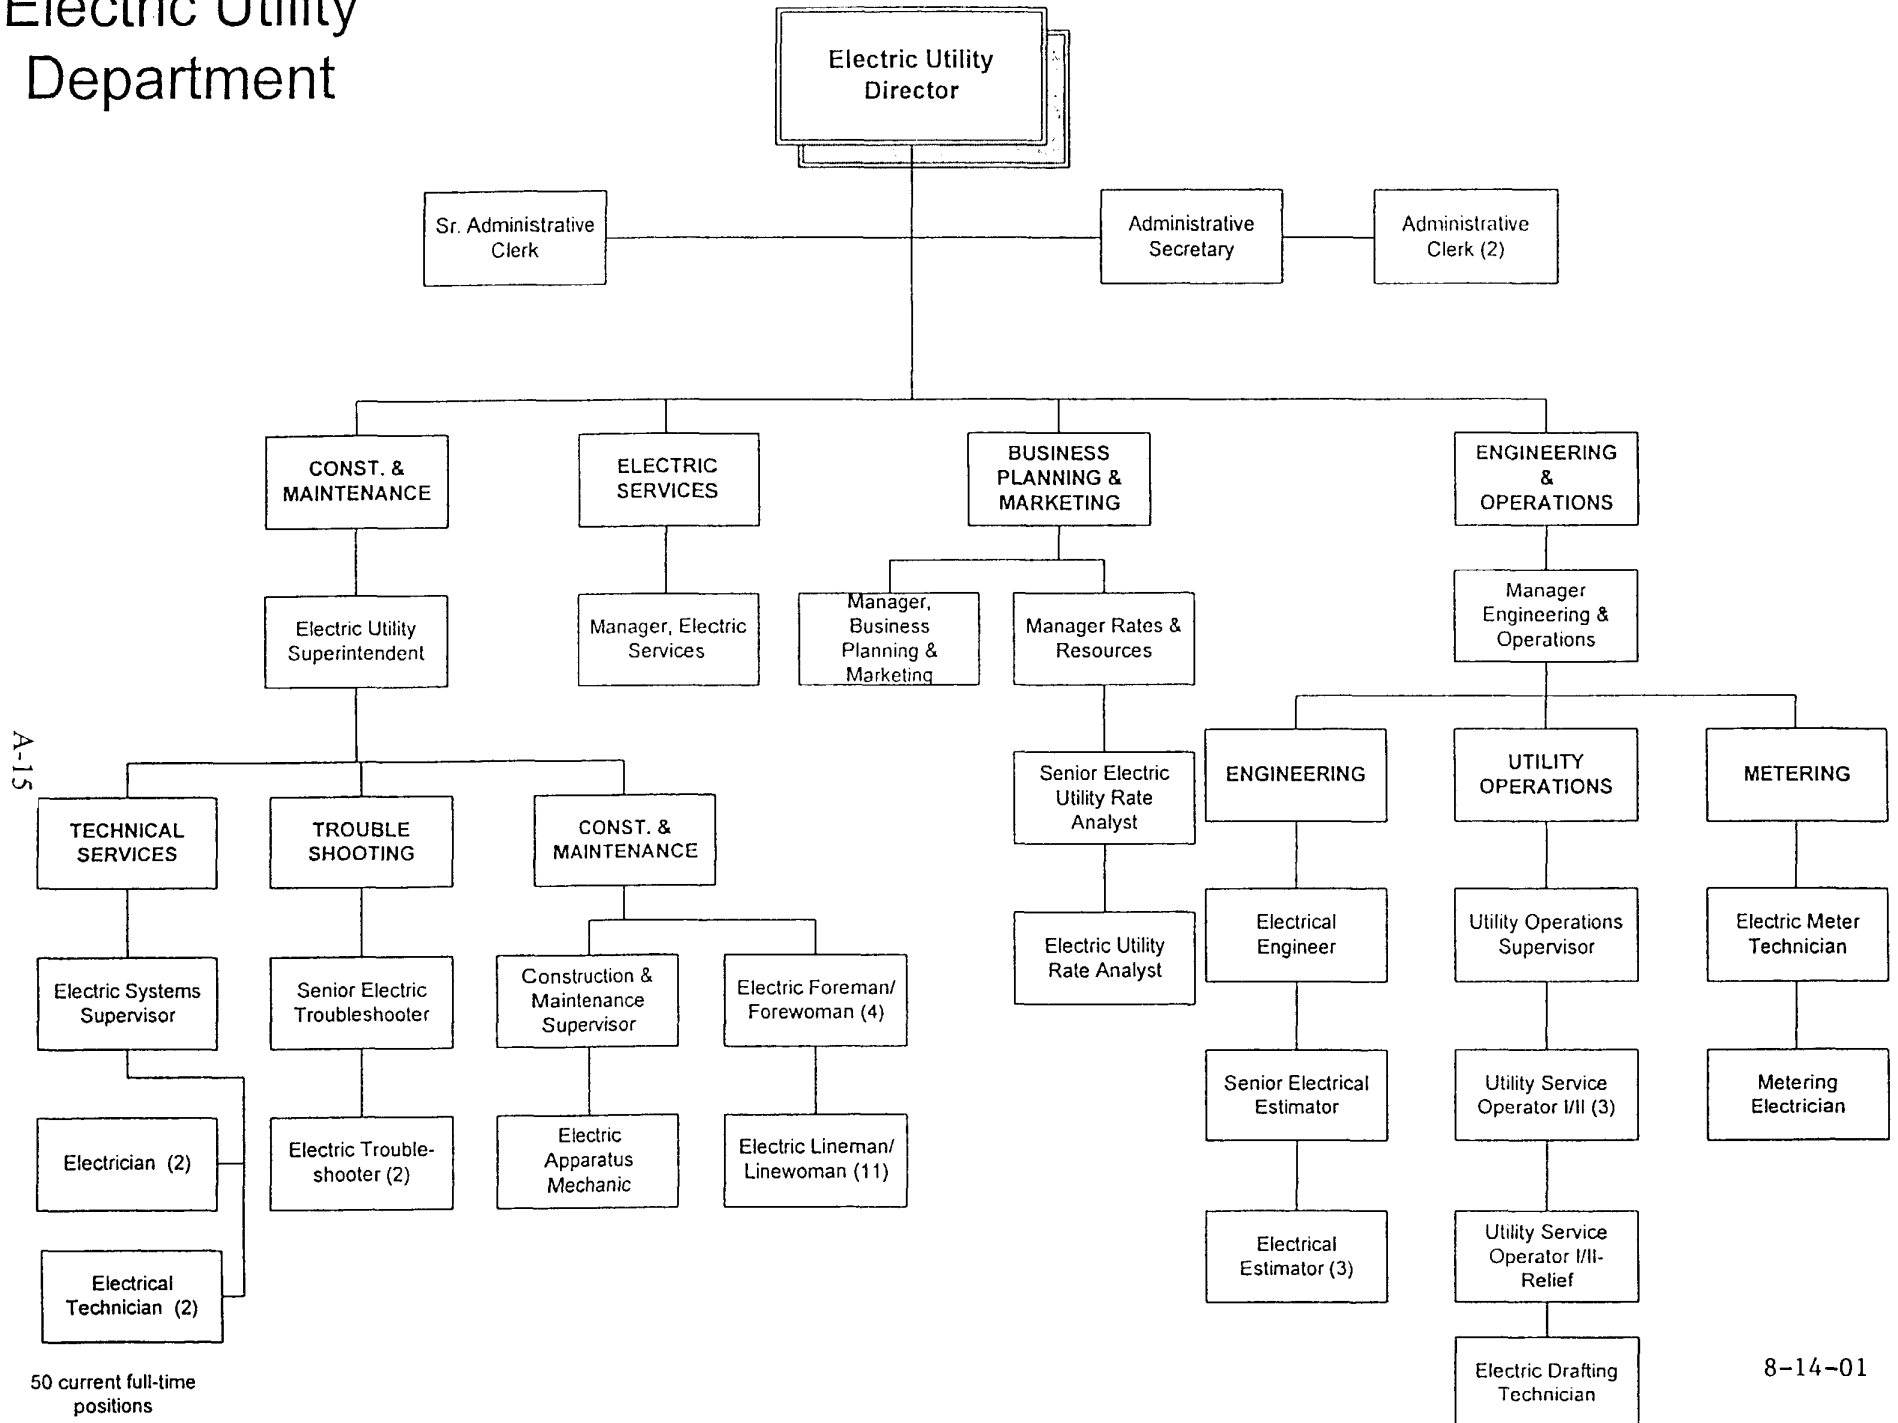 Electric Utility
Department
Electric Utility
Director
Sr. Administrative
Clerk
Administrative
Secretary
Administrative
Clerk (2)
CONST. &
MAINTENANCE
ELECTRIC
SERVICES
BUSINESS
PLANNING &
MARKETING
ENGINEERING
&
OPERATIONS
Electric Utility
Superintendent
Manager, Electric
Services
Manager,
Business
Planning &
Marketing
Manager Rates &
Resources
Manager
Engineering &
Operations
TECHNICAL
SERVICES
TROUBLE
SHOOTING
CONST. &
MAINTENANCE
Senior Electric
Utility Rate
Analyst
ENGINEERING
UTILITY
OPERATIONS
METERING
Electric Systems
Supervisor
Senior Electric
Troubleshooter
Construction &
Maintenance
Supervisor
Electric Foreman/
Forewoman (4)
Electric Utility
Rate Analyst
Electrical
Engineer
Utility Operations
Supervisor
Electric Meter
Technician
Electrician (2)
Electric Trouble-
shooter (2)
Electric
Apparatus
Mechanic
Electric Lineman/
Linewoman (11)
Senior Electrical
Estimator
Utility Service
Operator I/II (3)
Metering
Electrician
Electrical
Technician (2)
Electrical
Estimator (3)
Utility Service
Operator I/II-
Relief
Electric Drafting
Technician
50 current full-time
positions
8-14-01
A-15